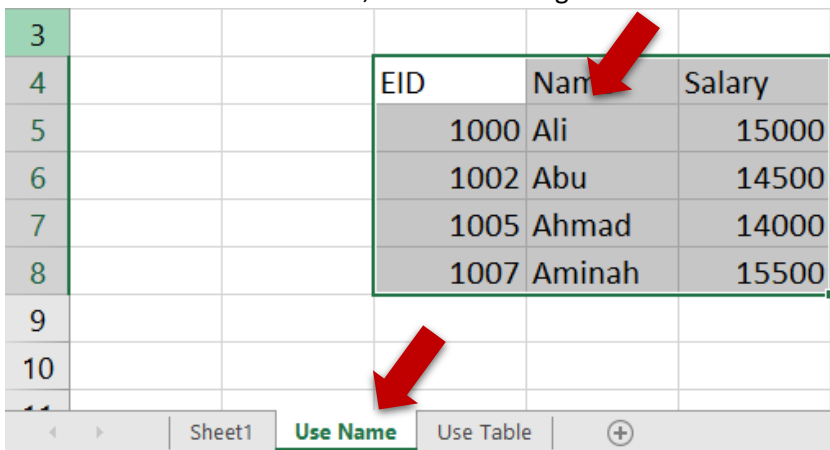 3
4 EID Nam Salary
5 1000 Ali 15000
6 1002 Abu 14500
7 1005 Ahmad 14000
8 1007 Aminah 15500
9
10
Sheet1 Use Name Use Table